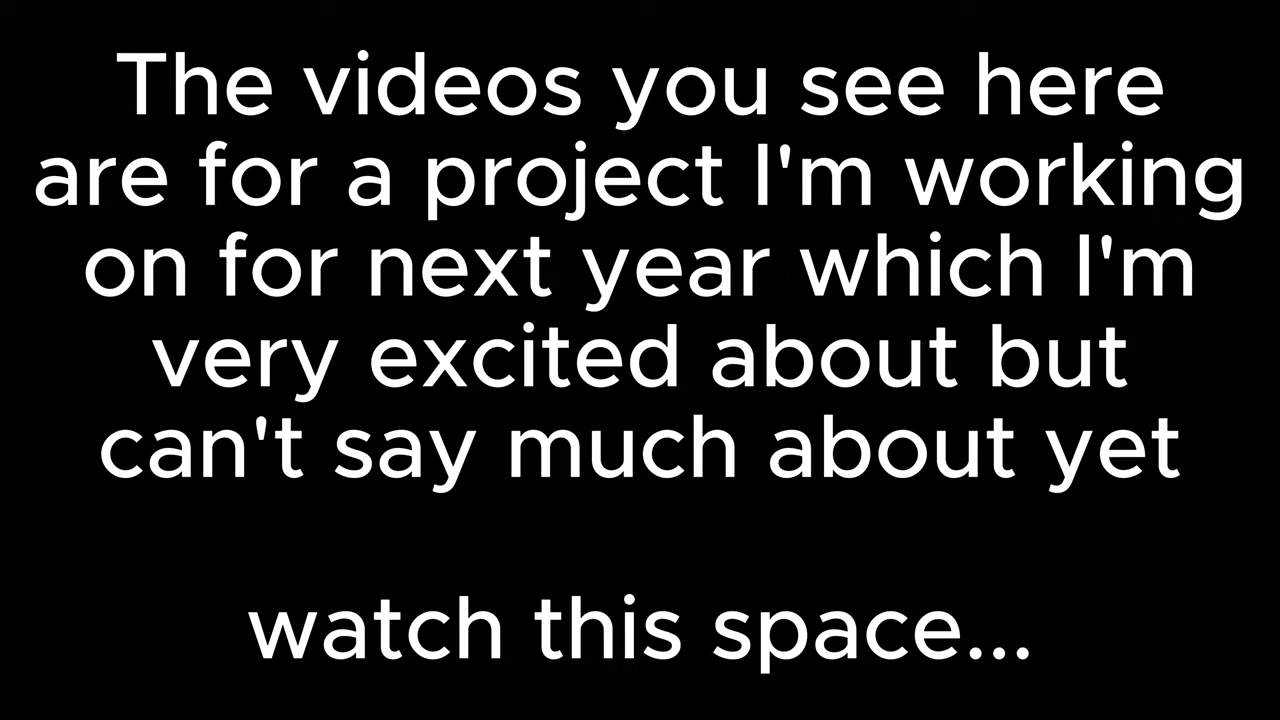 The videos you see here
are for a project I'm working
on for next year which I'm
very excited about but
can't say much about yet
watch this space...